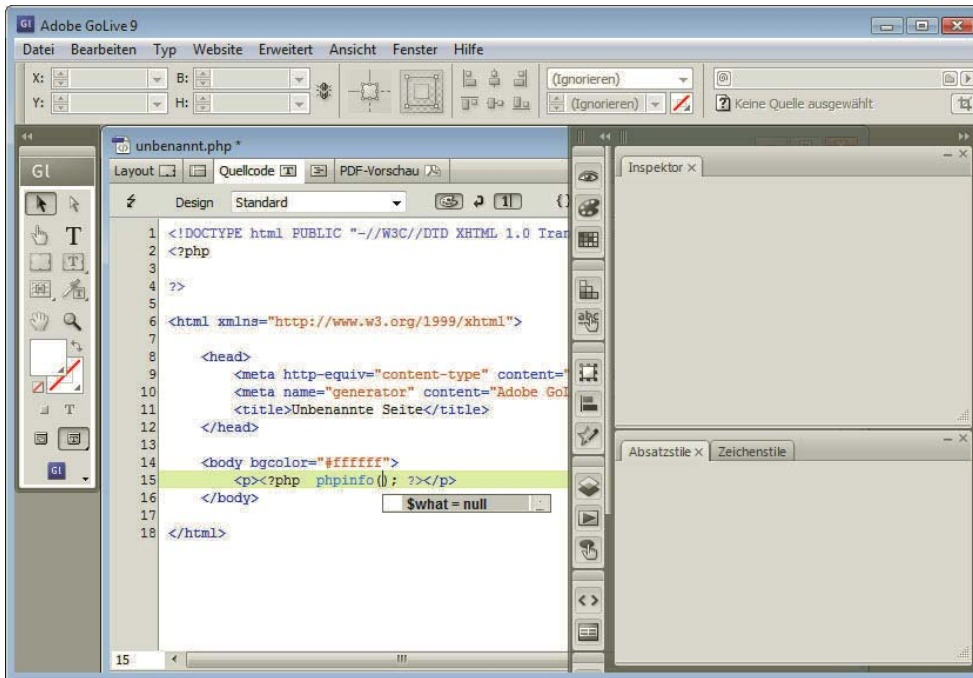 Gl Adobe GoLive 9
Datei Bearbeiten Typ Website Erweitert Ansicht Fenster Hilfe
X: B: (Ignorieren)
Y: H: (Ignorieren) Keine Quelle ausgewählt
Gl
unbenannt.php *
Layout Quellcode PDF-Vorschau
Design Standard
1 <!DOCTYPE html PUBLIC "-//W3C//DTD XHTML 1.0 Tran
2 <?php
3
4 ?>
5
6 <html xmlns="http://www.w3.org/1999/xhtml">
7
8 <head>
9 <meta http-equiv="content-type" content="
10 <meta name="generator" content="Adobe GoL
11 <title>Unbenannte Seite</title>
12 </head>
13
14 <body bgcolor="#ffffff">
15 <p><?php phpinfo(); ?></p>
16 </body>
$what = null
17
18 </html>
15
T
T
Gl
abc
Inspektor
Absatzstile Zeichenstile